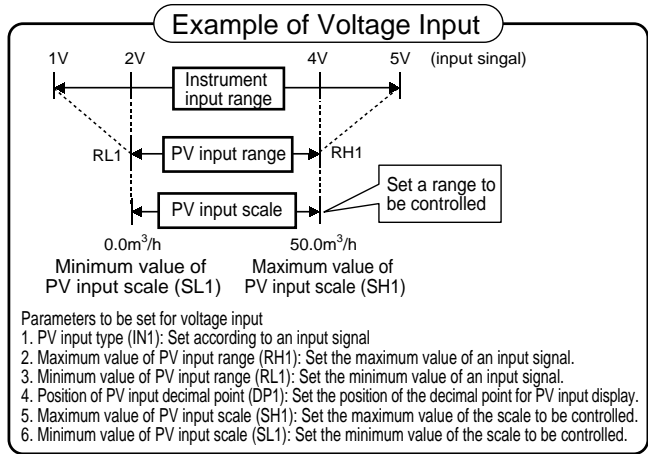 Example of Voltage Input
1V 2V 4V 5V (input singal)
Instrument
input range
RL1 PV input range RH1
Set a range to
be controlled
PV input scale
0.0m³/h 50.0m³/h
Minimum value of Maximum value of
PV input scale (SL1) PV input scale (SH1)
Parameters to be set for voltage input
1. PV input type (IN1): Set according to an input signal
2. Maximum value of PV input range (RH1): Set the maximum value of an input signal.
3. Minimum value of PV input range (RL1): Set the minimum value of an input signal.
4. Position of PV input decimal point (DP1): Set the position of the decimal point for PV input display.
5. Maximum value of PV input scale (SH1): Set the maximum value of the scale to be controlled.
6. Minimum value of PV input scale (SL1): Set the minimum value of the scale to be controlled.